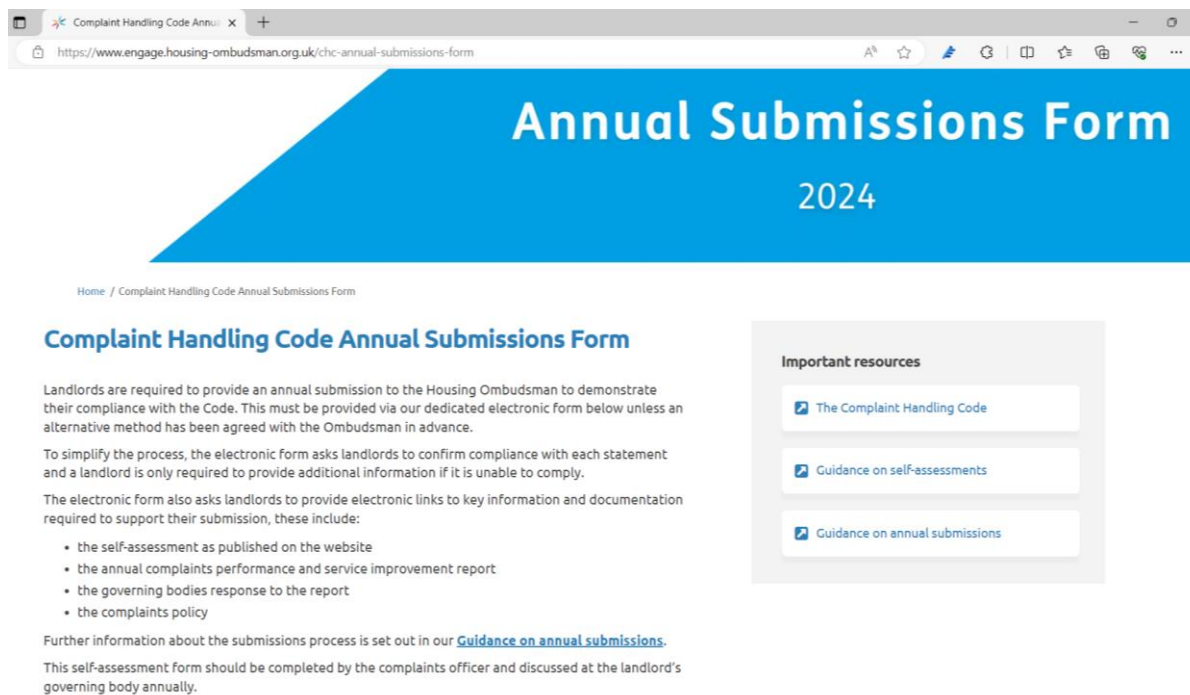 Complaint Handling Code Annu
https://www.engage.housing-ombudsman.org.uk/chc-annual-submissions-form
Annual Submissions Form
2024
Home / Complaint Handling Code Annual Submissions Form
Complaint Handling Code Annual Submissions Form
Landlords are required to provide an annual submission to the Housing Ombudsman to demonstrate
their compliance with the Code. This must be provided via our dedicated electronic form below unless an
alternative method has been agreed with the Ombudsman in advance.
To simplify the process, the electronic form asks landlords to confirm compliance with each statement
and a landlord is only required to provide additional information if it is unable to comply.
The electronic form also asks landlords to provide electronic links to key information and documentation
required to support their submission, these include:
• the self-assessment as published on the website
• the annual complaints performance and service improvement report
• the governing bodies response to the report
• the complaints policy
Further information about the submissions process is set out in our Guidance on annual submissions.
This self-assessment form should be completed by the complaints officer and discussed at the landlord's
governing body annually.
Important resources
The Complaint Handling Code
Guidance on self-assessments
Guidance on annual submissions